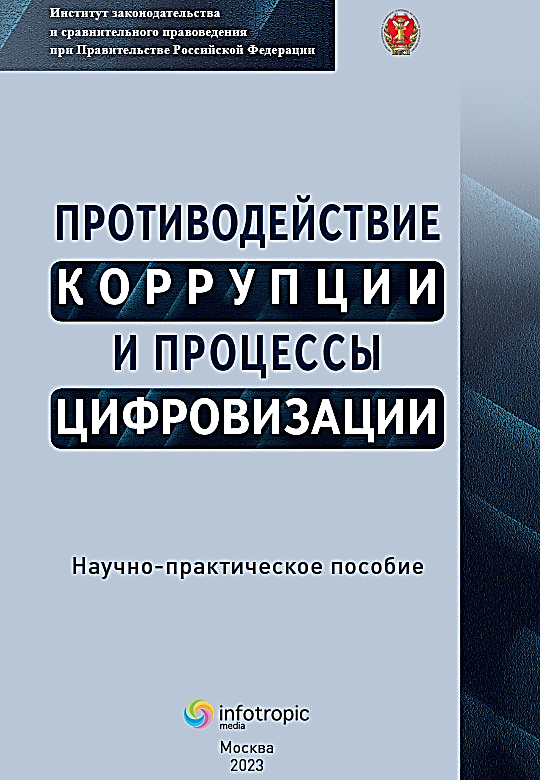 Институт законодательства
и сравнительного правоведения
при Правительстве Российской Федерации
ПРОТИВОДЕЙСТВИЕ
КОРРУПЦИИ
И ПРОЦЕССЫ
ЦИФРОВИЗАЦИИ
Научно-практическое пособие
infotropic
media
Москва
2023